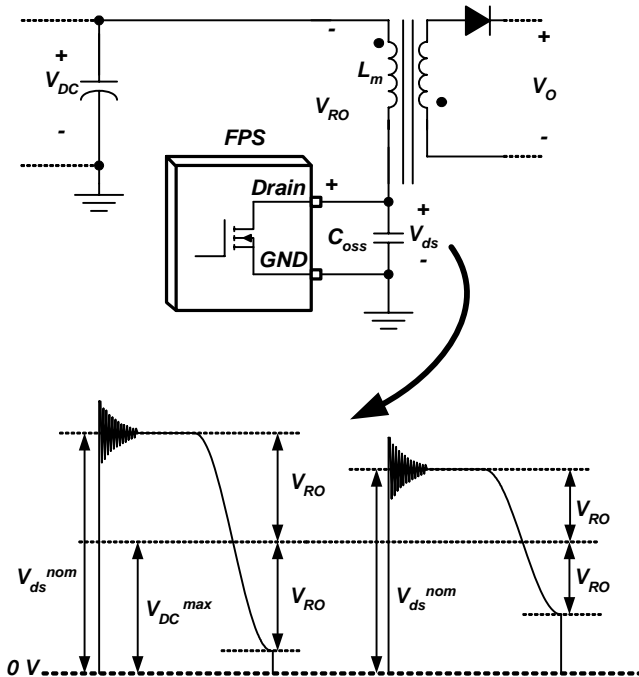 +
-
+
V_DC
-
L_m
V_RO
V_O
-
FPS
Drain
+
+
C_oss
V_ds
-
GND
V_RO
V_RO
V_ds^nom
V_DC^max
V_RO
V_ds^nom
V_RO
0 V